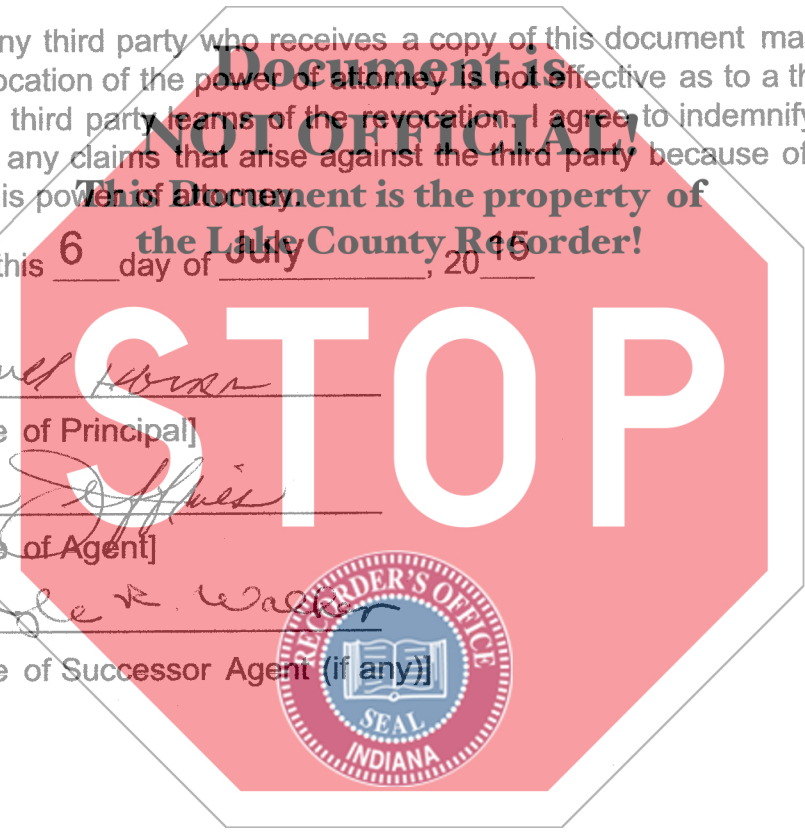 ny third party who receives a copy of this document ma
ocation of the power of attorney is not effective as to a th
third party learns of the revocation. I agree to indemnify
any claims that arise against the third party because of
is power of attorney.
Document is
NOT OFFICIAL!
This Document is the property of
the Lake County Recorder!
this 6 day of July, 2015
STOP
e of Principal]
Jeffries
e of Agent]
R. Walker
e of Successor Agent (if any)]
RECORDER'S OFFICE
SEAL
INDIANA